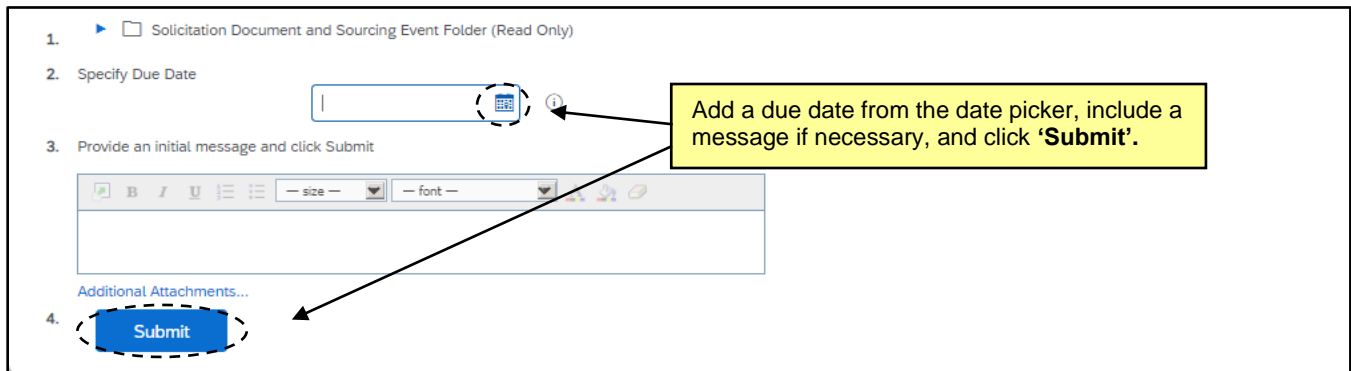 1. Solicitation Document and Sourcing Event Folder (Read Only)
2. Specify Due Date
Add a due date from the date picker, include a
message if necessary, and click ‘Submit’.
3. Provide an initial message and click Submit
B I U — size — — font — A
Additional Attachments...
4. Submit